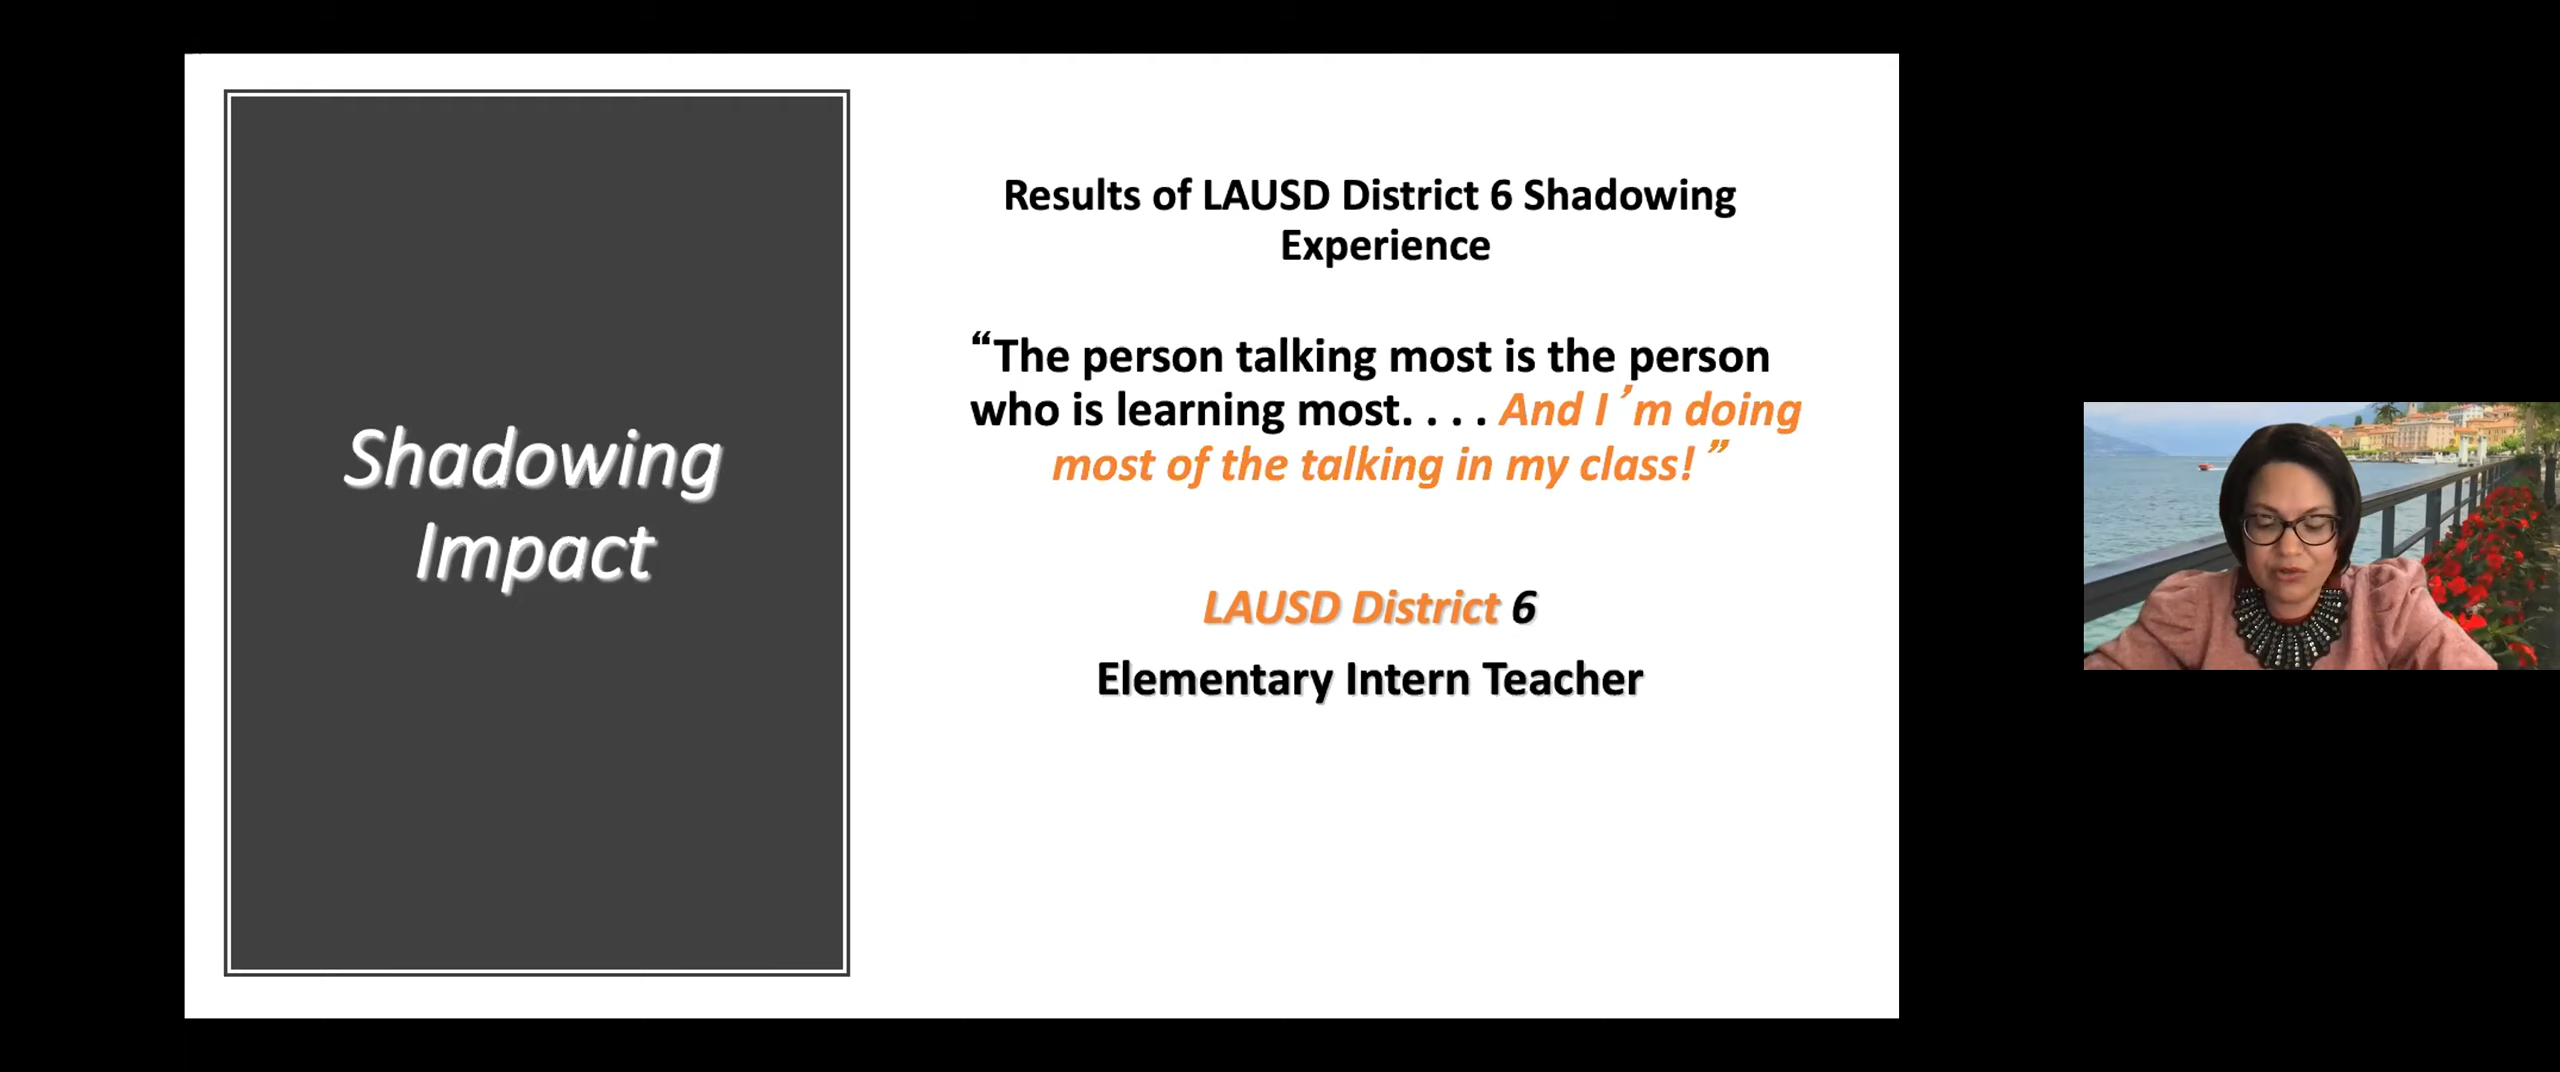 Shadowing
Impact
Results of LAUSD District 6 Shadowing
Experience
“The person talking most is the person
who is learning most. . . . And I’m doing
most of the talking in my class!”
LAUSD District 6
Elementary Intern Teacher